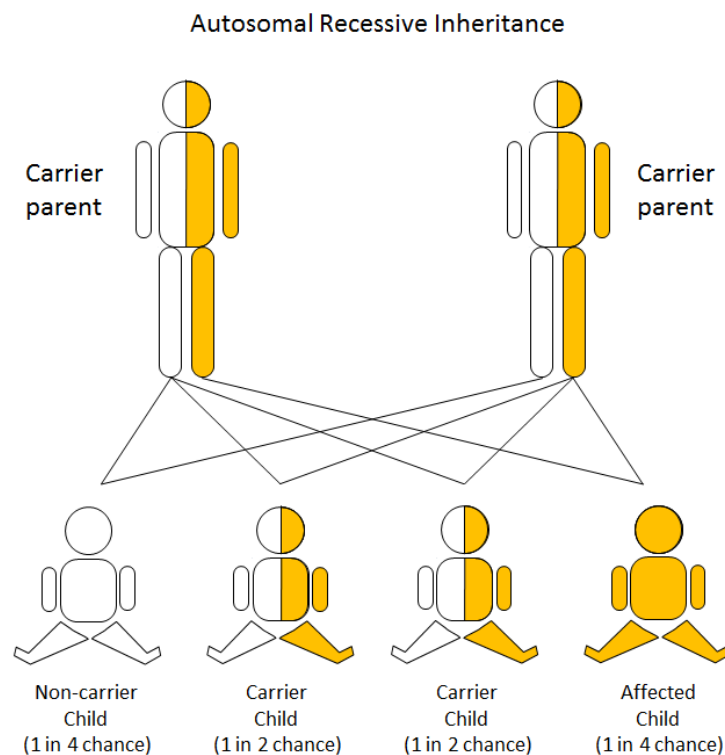 Autosomal Recessive Inheritance
Carrier
parent
Carrier
parent
Non-carrier
Child
(1 in 4 chance)
Carrier
Child
(1 in 2 chance)
Carrier
Child
(1 in 2 chance)
Affected
Child
(1 in 4 chance)